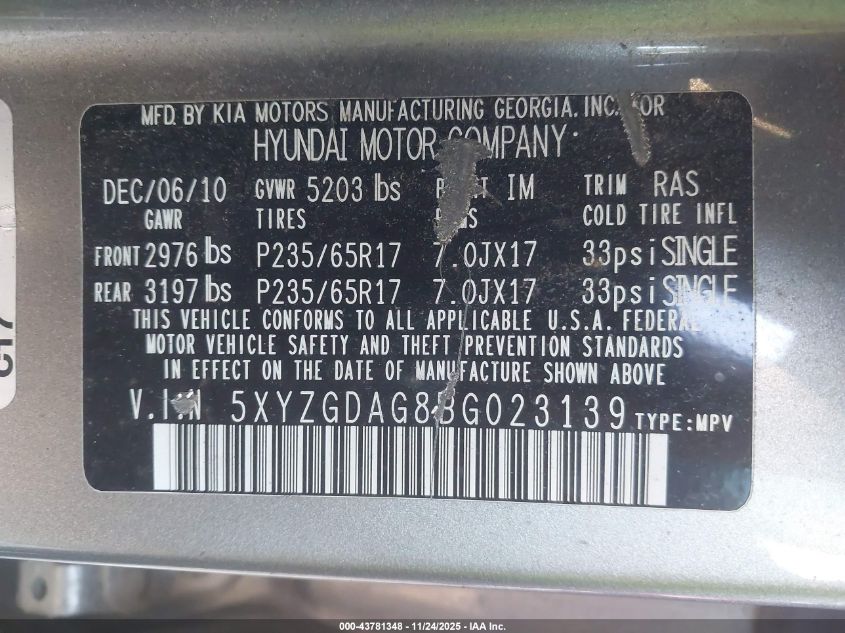 MFD. BY KIA MOTORS MANUFACTURING GEORGIA, INC. FOR
HYUNDAI MOTOR COMPANY:
DEC/06/10 GVWR 5203 lbs IM TRIM RAS
GAWR TIRES COLD TIRE INFL
FRONT 2976 lbs P235/65R17 7.0JX17 33psi SINGLE
REAR 3197 lbs P235/65R17 7.0JX17 33psi SINGLE
THIS VEHICLE CONFORMS TO ALL APPLICABLE U.S.A. FEDERAL
MOTOR VEHICLE SAFETY AND THEFT PREVENTION STANDARDS
IN EFFECT ON THE DATE OF MANUFACTURE SHOWN ABOVE
V.I.N 5XYZGDAG8BG023139 TYPE:MPV
C17
000-43781348 - 11/24/2025 - IAA Inc.